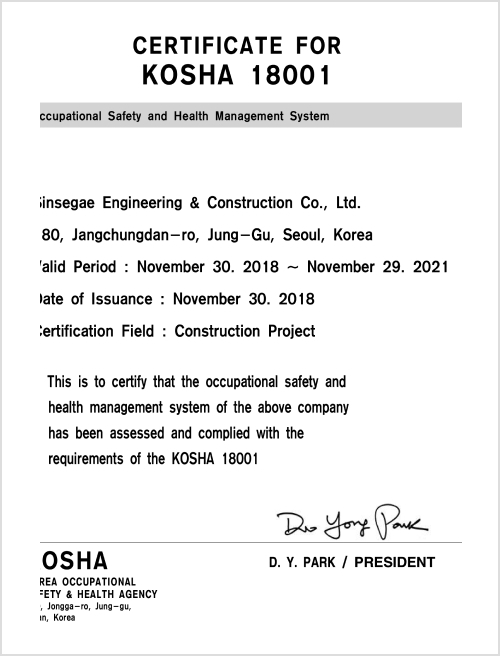 CERTIFICATE FOR
KOSHA 18001
ccupational Safety and Health Management System
insegae Engineering & Construction Co., Ltd.
80, Jangchungdan-ro, Jung-Gu, Seoul, Korea
alid Period : November 30. 2018 ~ November 29. 2021
ate of Issuance : November 30. 2018
ertification Field : Construction Project
This is to certify that the occupational safety and
health management system of the above company
has been assessed and complied with the
requirements of the KOSHA 18001
Do Yong Park
OSHA
D. Y. PARK / PRESIDENT
REA OCCUPATIONAL
FETY & HEALTH AGENCY
, Jongga-ro, Jung-gu,
n, Korea